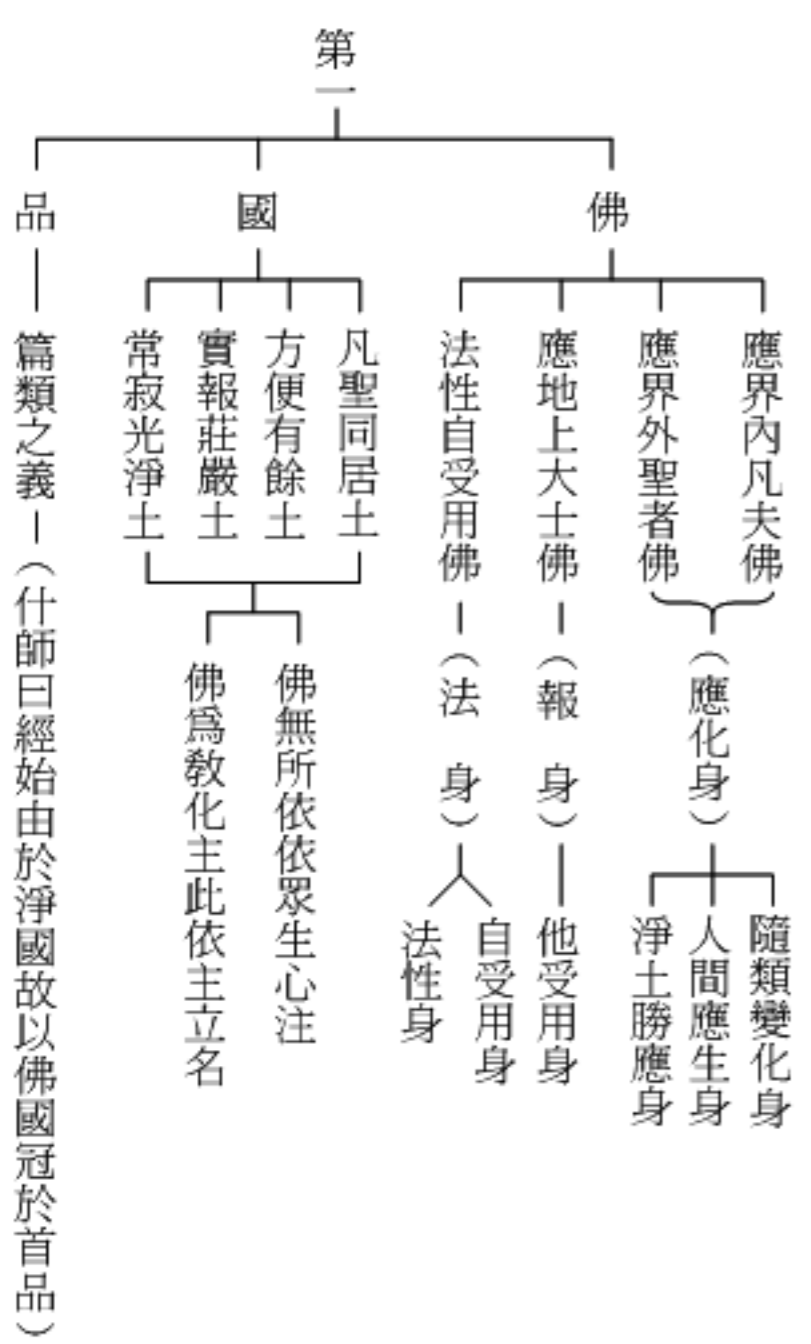 第一
佛
應界內凡夫佛
應界外聖者佛
（應化身）
隨類變化身
人間應生身
淨土勝應身
應地上大士佛
（報　身）
他受用身
法性自受用佛
（法　身）
自受用身
法性身
國
凡聖同居土
方便有餘土
實報莊嚴土
常寂光淨土
佛無所依依眾生心注
佛為教化主此依主立名
品
篇類之義
（什師曰經始由於淨國故以佛國冠於首品）